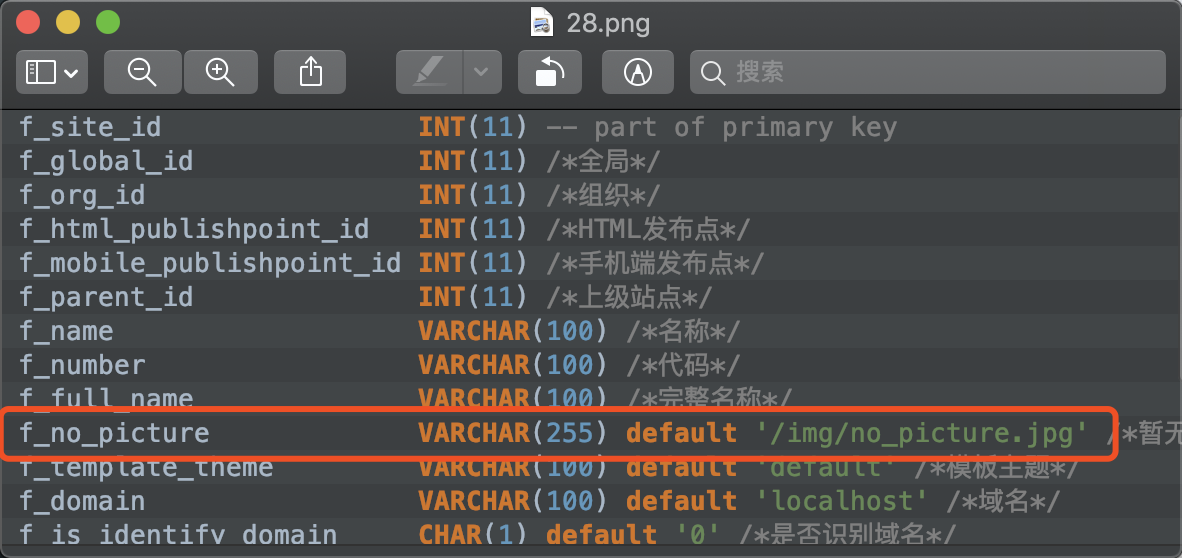 28.png
搜索
f_site_id INT(11) -- part of primary key
f_global_id INT(11) /*全局*/
f_org_id INT(11) /*组织*/
f_html_publishpoint_id INT(11) /*HTML发布点*/
f_mobile_publishpoint_id INT(11) /*手机端发布点*/
f_parent_id INT(11) /*上级站点*/
f_name VARCHAR(100) /*名称*/
f_number VARCHAR(100) /*代码*/
f_full_name VARCHAR(100) /*完整名称*/
f_no_picture VARCHAR(255) default '/img/no_picture.jpg' /*暂无
f_template_theme VARCHAR(100) default 'default' /*模板主题*/
f_domain VARCHAR(100) default 'localhost' /*域名*/
f_is_identify_domain CHAR(1) default '0' /*是否识别域名*/